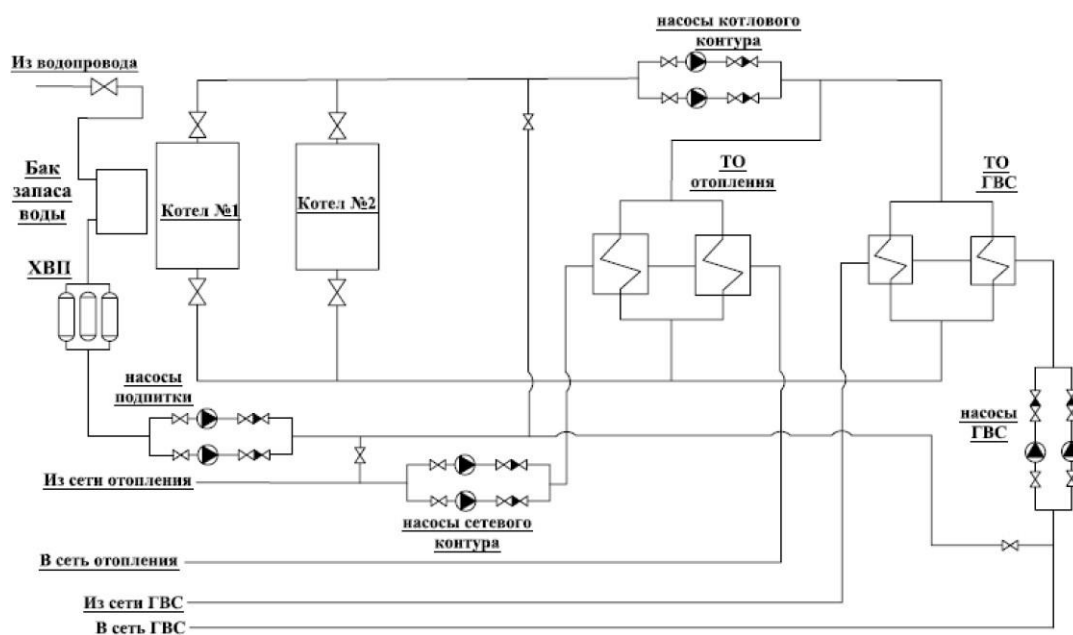 насосы котлового
контура
Из водопровода
Бак
запаса
воды
Котел №1
Котел №2
ТО
отопления
ТО
ГВС
ХВП
насосы
подпитки
насосы
ГВС
Из сети отопления
насосы сетевого
контура
В сеть отопления
Из сети ГВС
В сеть ГВС